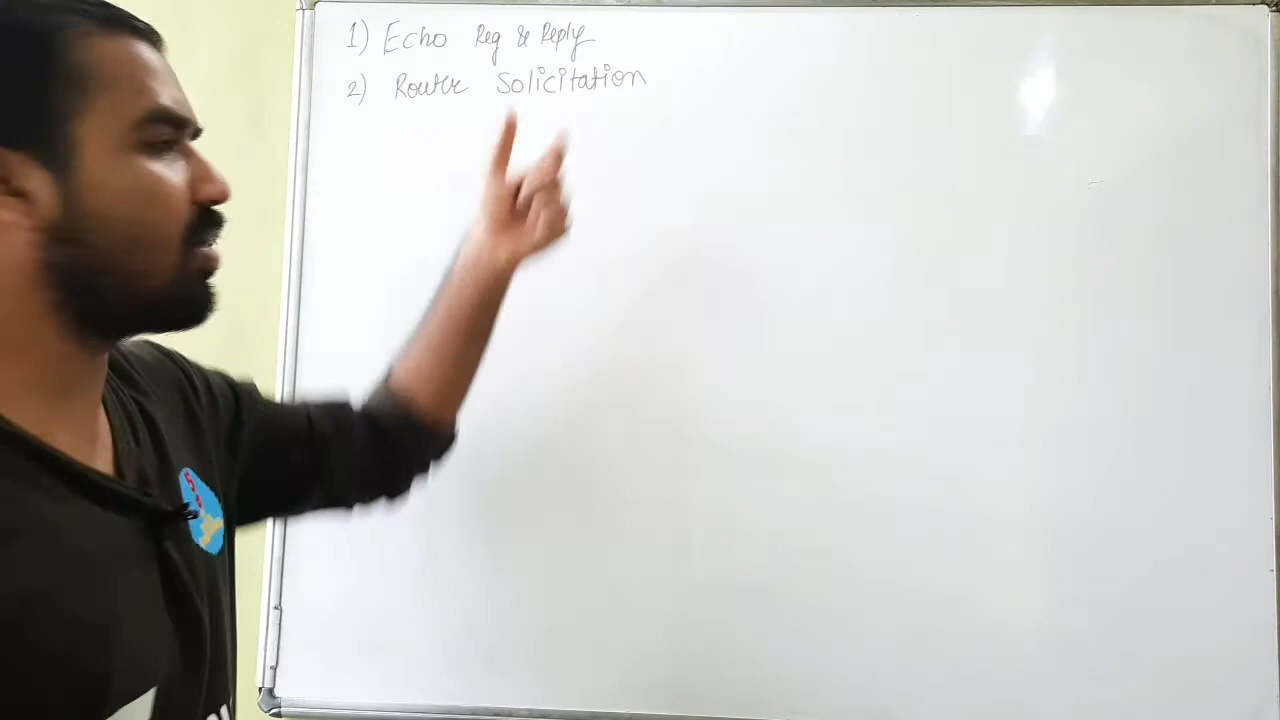 1) Echo Req & Reply
2) Router Solicitation